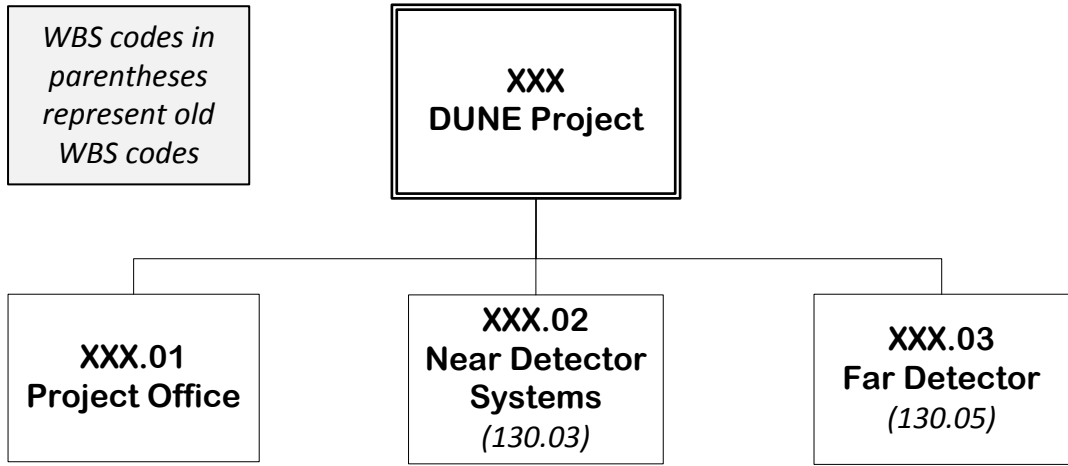 WBS codes in
parentheses
represent old
WBS codes
XXX
DUNE Project
XXX.01
Project Office
XXX.02
Near Detector
Systems
(130.03)
XXX.03
Far Detector
(130.05)